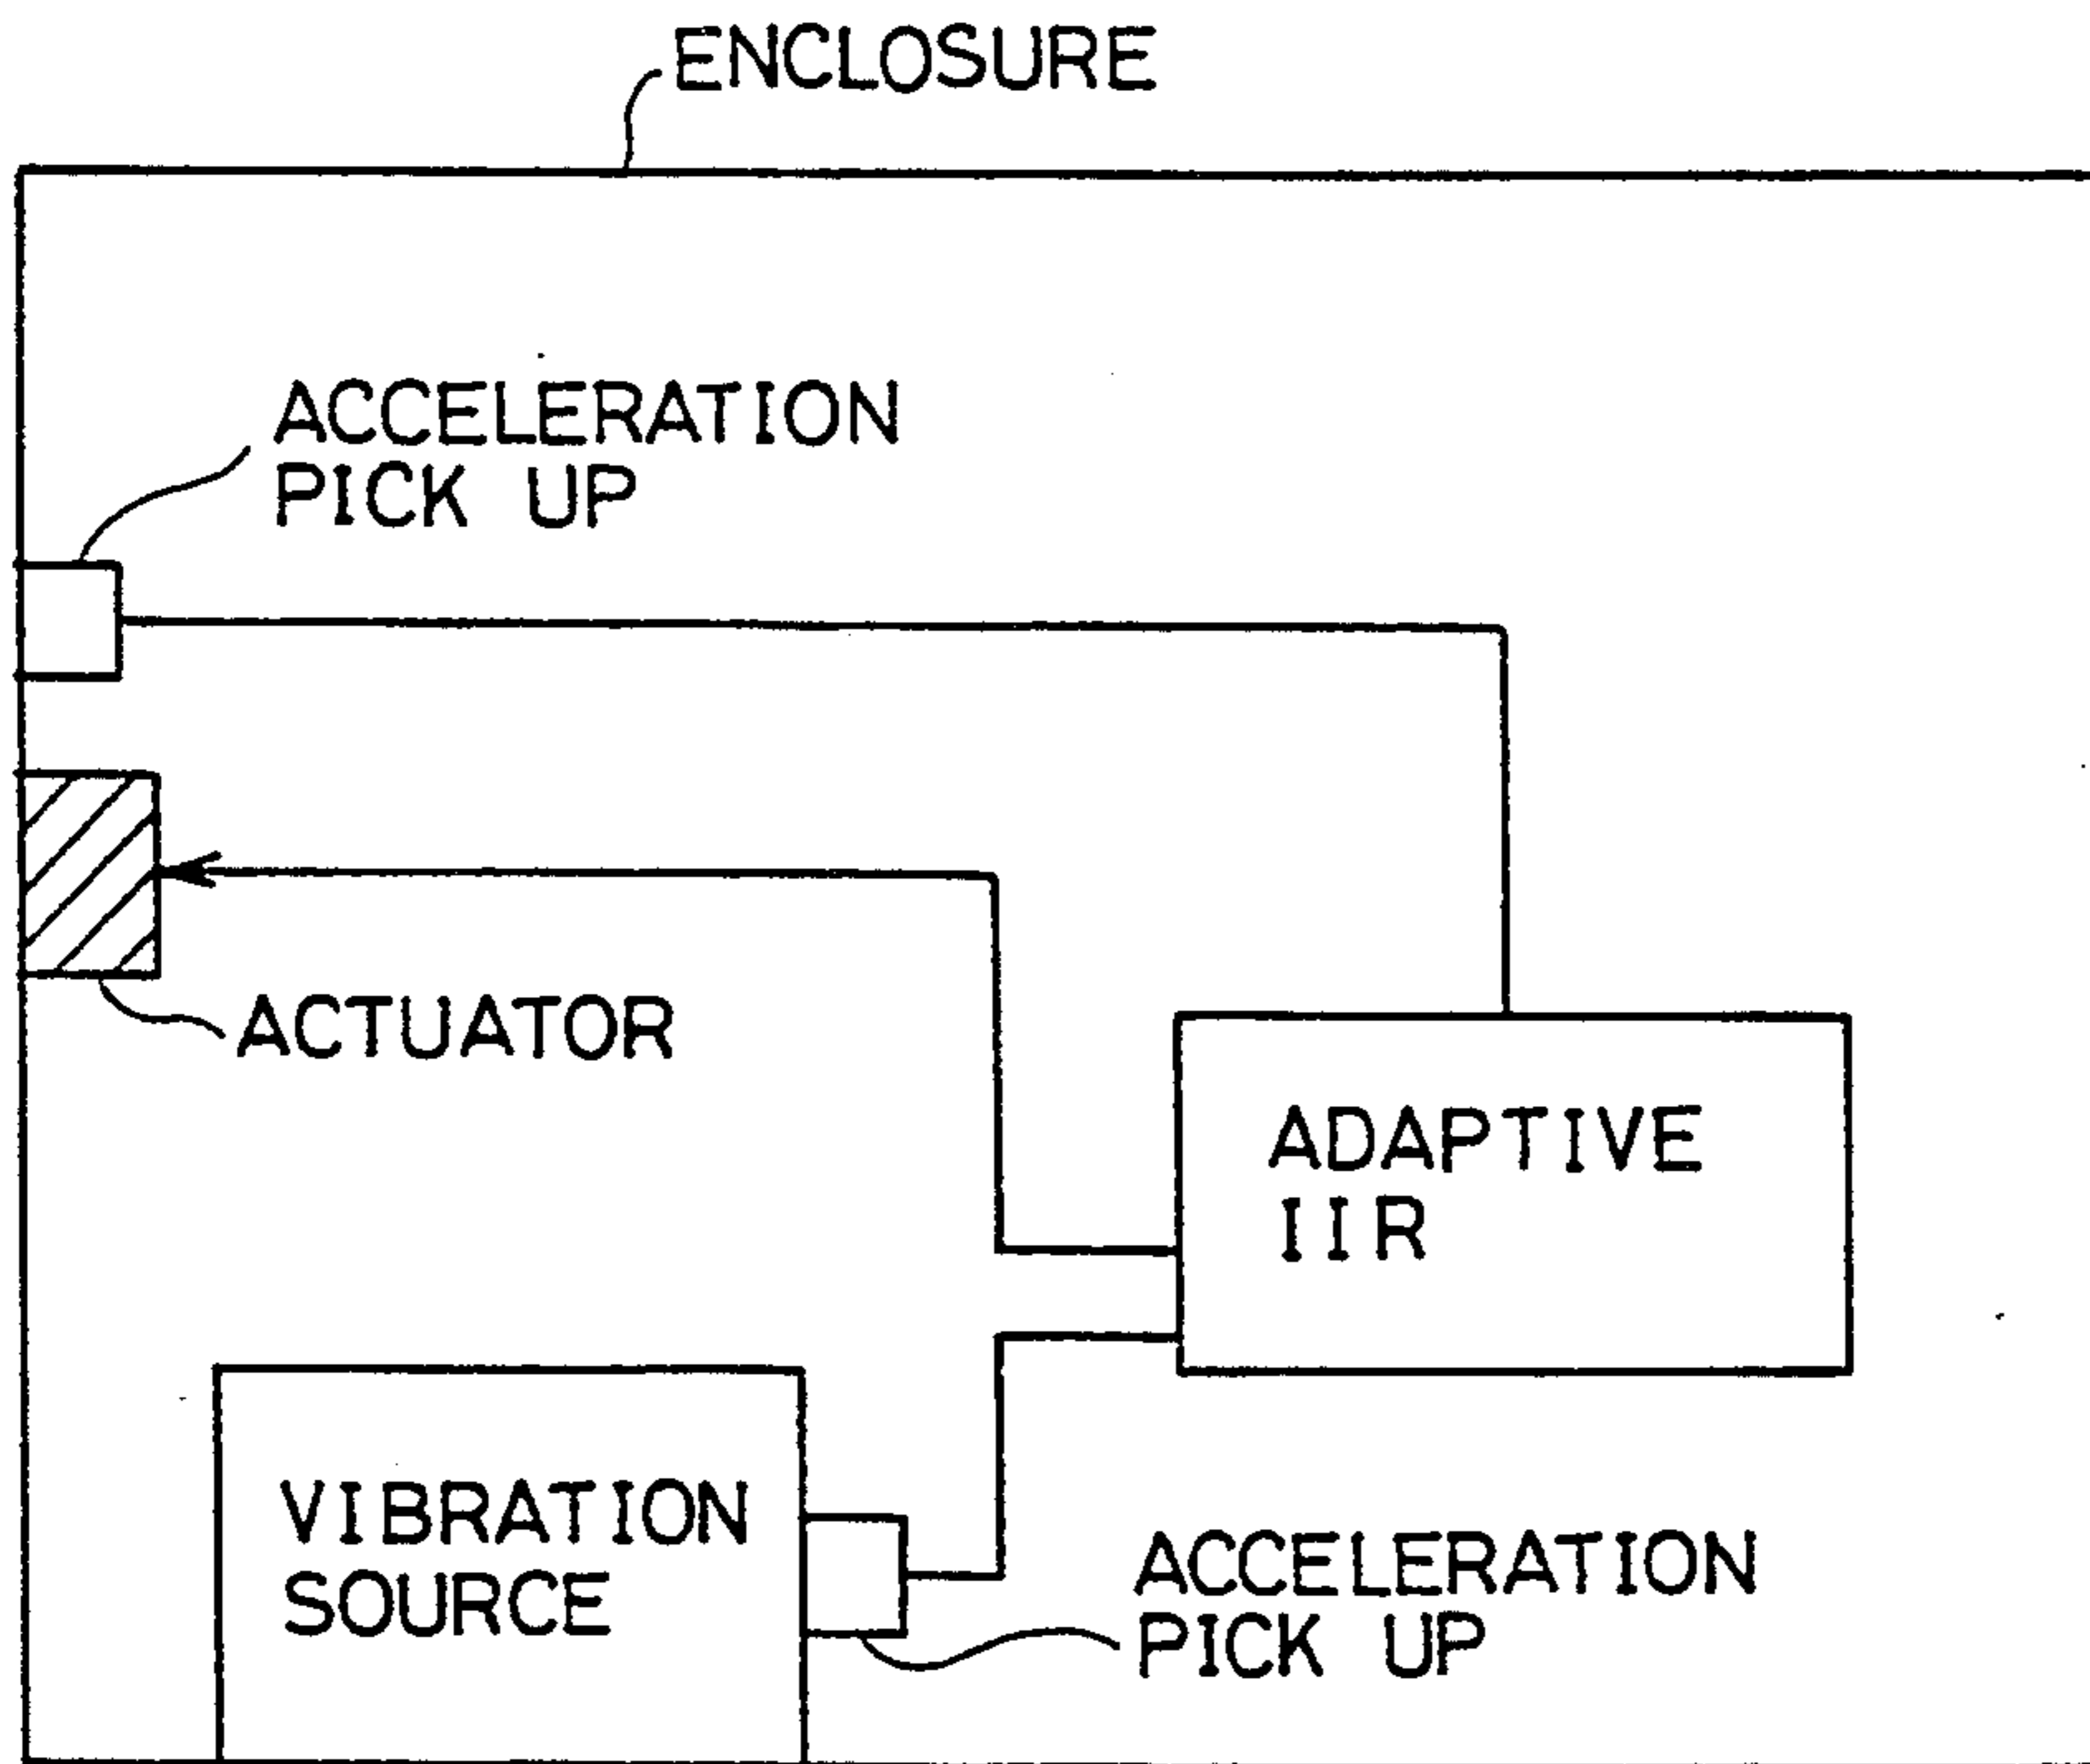 ENCLOSURE
ACCELERATION
PICK UP
ACTUATOR
ADAPTIVE
IIR
VIBRATION
SOURCE
ACCELERATION
PICK UP